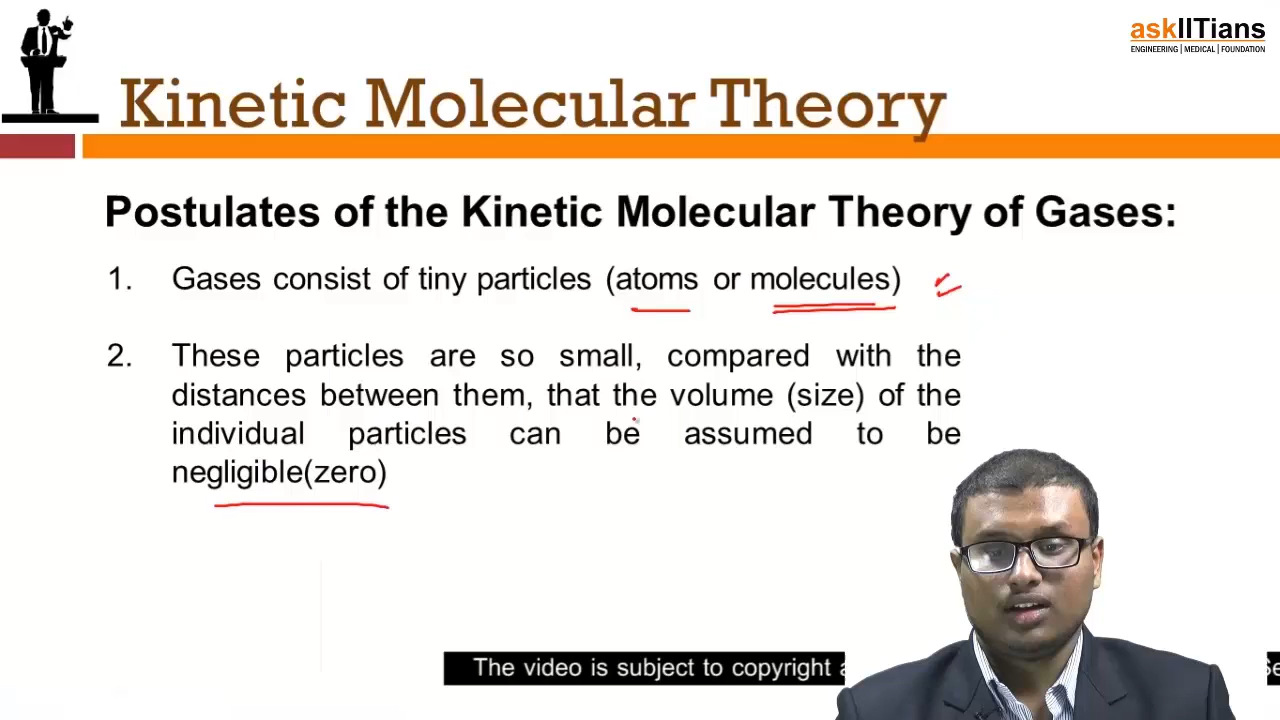 askIITians
ENGINEERING | MEDICAL | FOUNDATION
Kinetic Molecular Theory
Postulates of the Kinetic Molecular Theory of Gases:
1. Gases consist of tiny particles (atoms or molecules)
2. These particles are so small, compared with the
distances between them, that the volume (size) of the
individual particles can be assumed to be
negligible(zero)
The video is subject to copyright